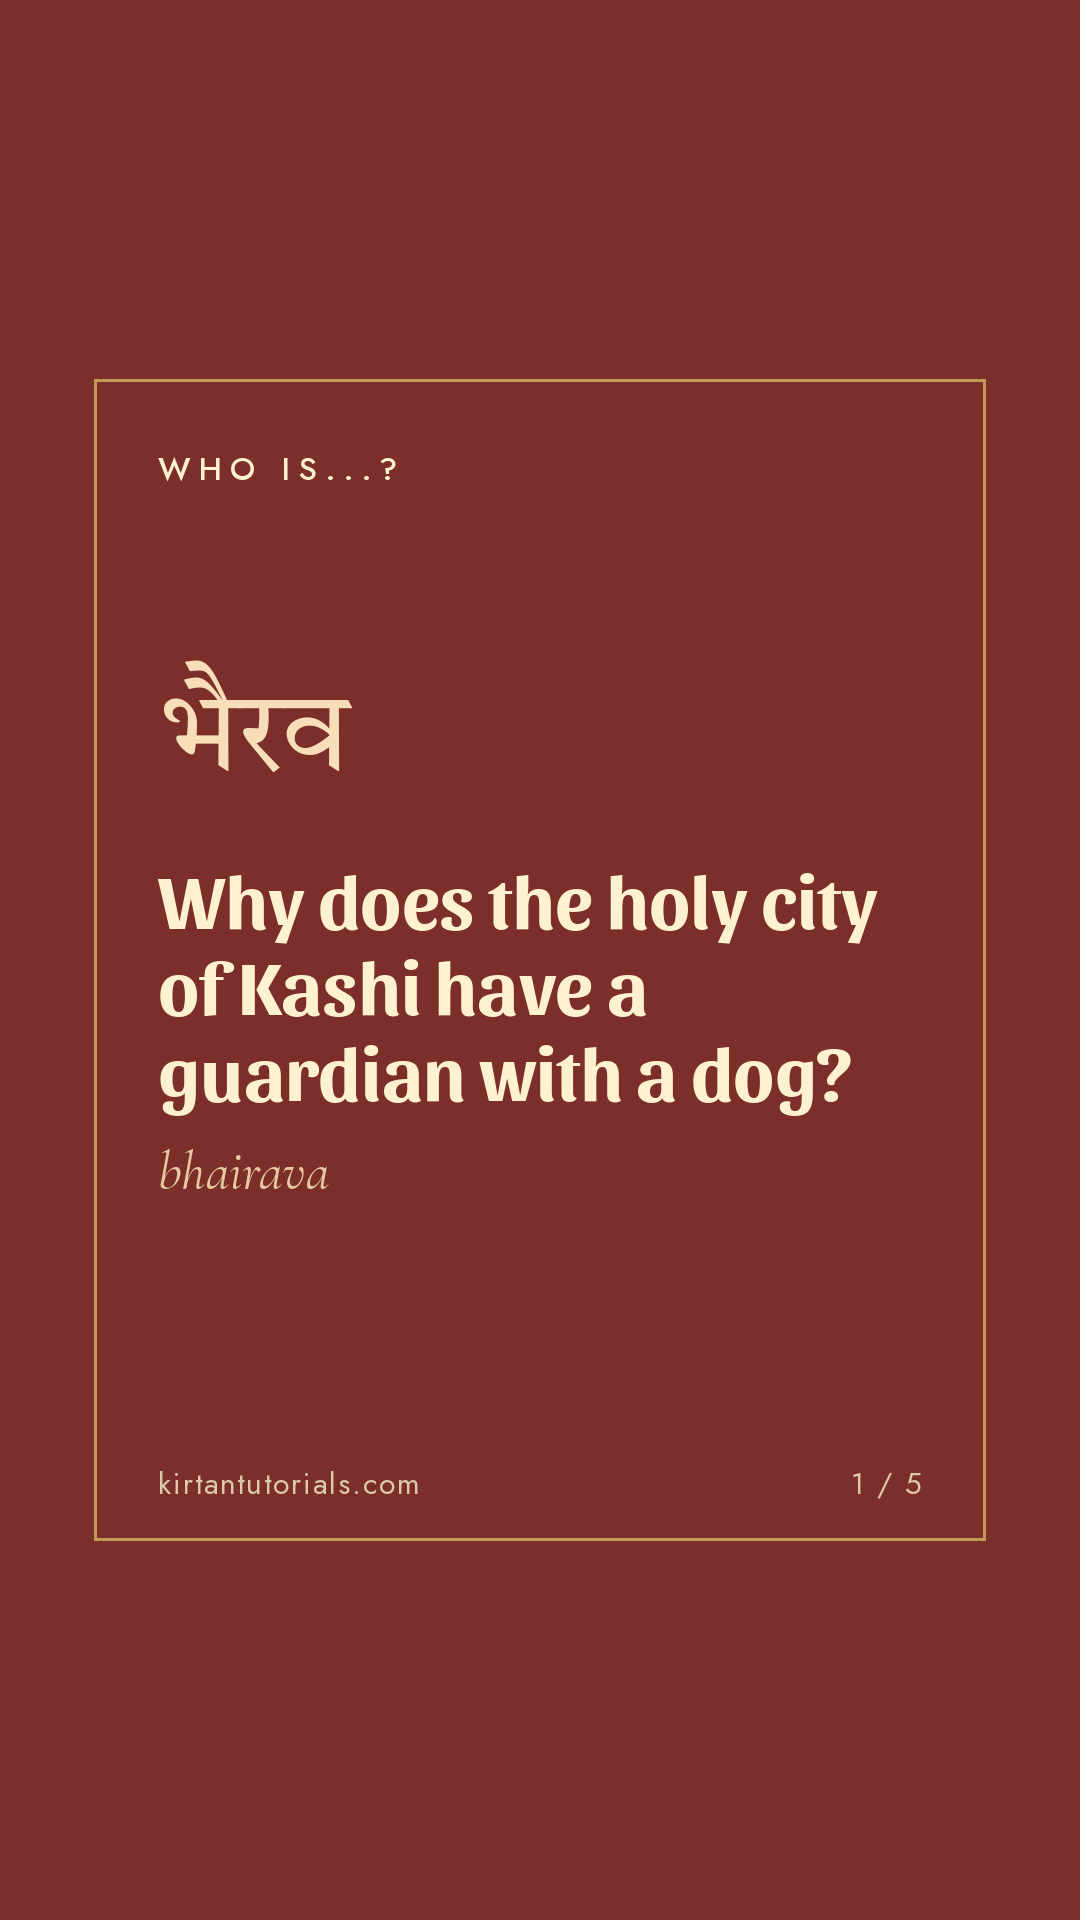 WHO IS...?
भैरव
Why does the holy city
of Kashi have a
guardian with a dog?
bhairava
kirtantutorials.com
1 / 5